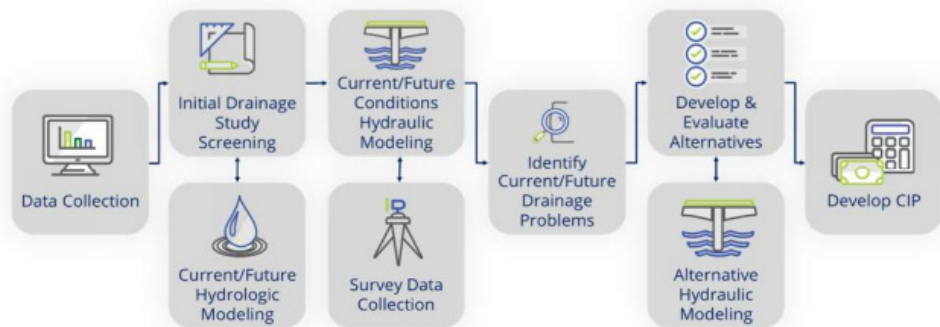 Data Collection
Initial Drainage
Study
Screening
Current/Future
Hydrologic
Modeling
Current/Future
Conditions
Hydraulic
Modeling
Survey Data
Collection
Identify
Current/Future
Drainage
Problems
Develop &
Evaluate
Alternatives
Alternative
Hydraulic
Modeling
Develop CIP